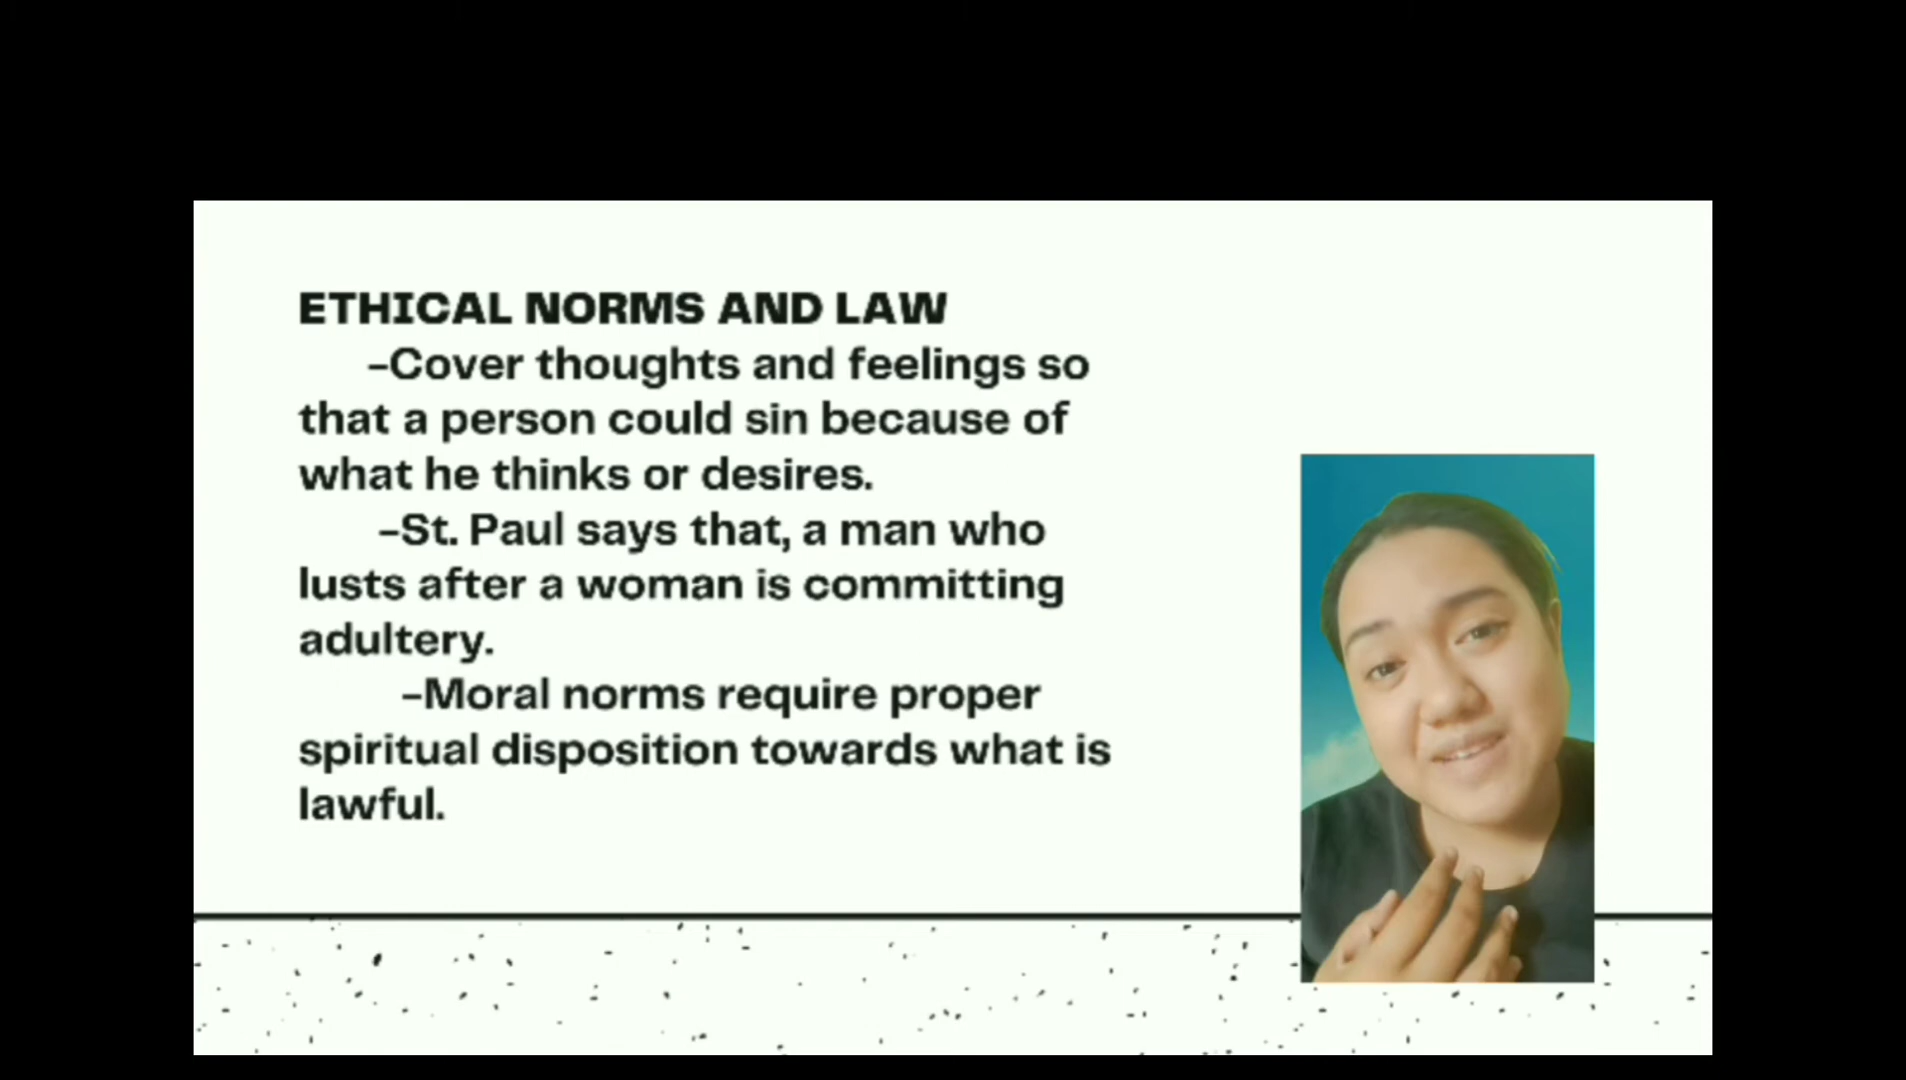 ETHICAL NORMS AND LAW
-Cover thoughts and feelings so
that a person could sin because of
what he thinks or desires.
-St. Paul says that, a man who
lusts after a woman is committing
adultery.
-Moral norms require proper
spiritual disposition towards what is
lawful.